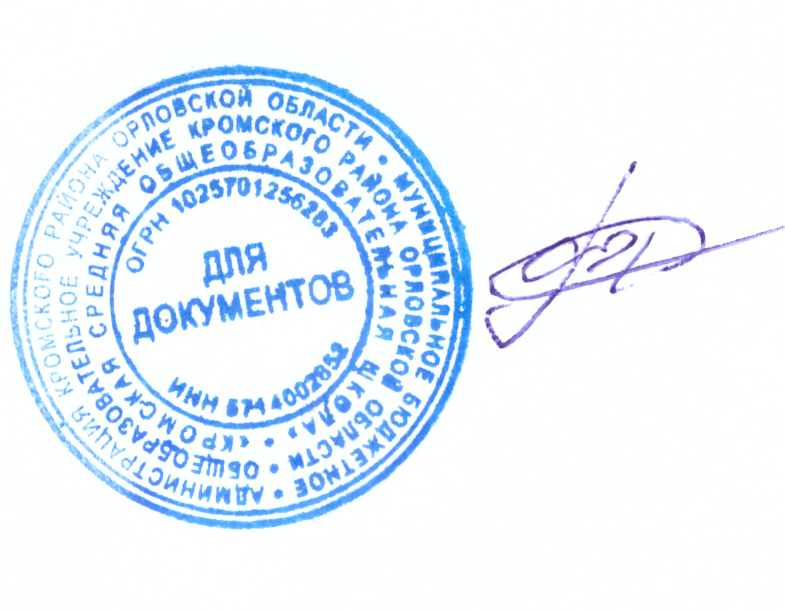 АДМИНИСТРАЦИЯ КРОМСКОГО РАЙОНА ОРЛОВСКОЙ ОБЛАСТИ • МУНИЦИПАЛЬНОЕ БЮДЖЕТНОЕ •
ОБЩЕОБРАЗОВАТЕЛЬНОЕ УЧРЕЖДЕНИЕ КРОМСКОГО РАЙОНА ОРЛОВСКОЙ ОБЛАСТИ •
«КРОМСКАЯ СРЕДНЯЯ ОБЩЕОБРАЗОВАТЕЛЬНАЯ ШКОЛА» •
ОГРН 1025701256283
ДЛЯ
ДОКУМЕНТОВ
ИНН 5714002852